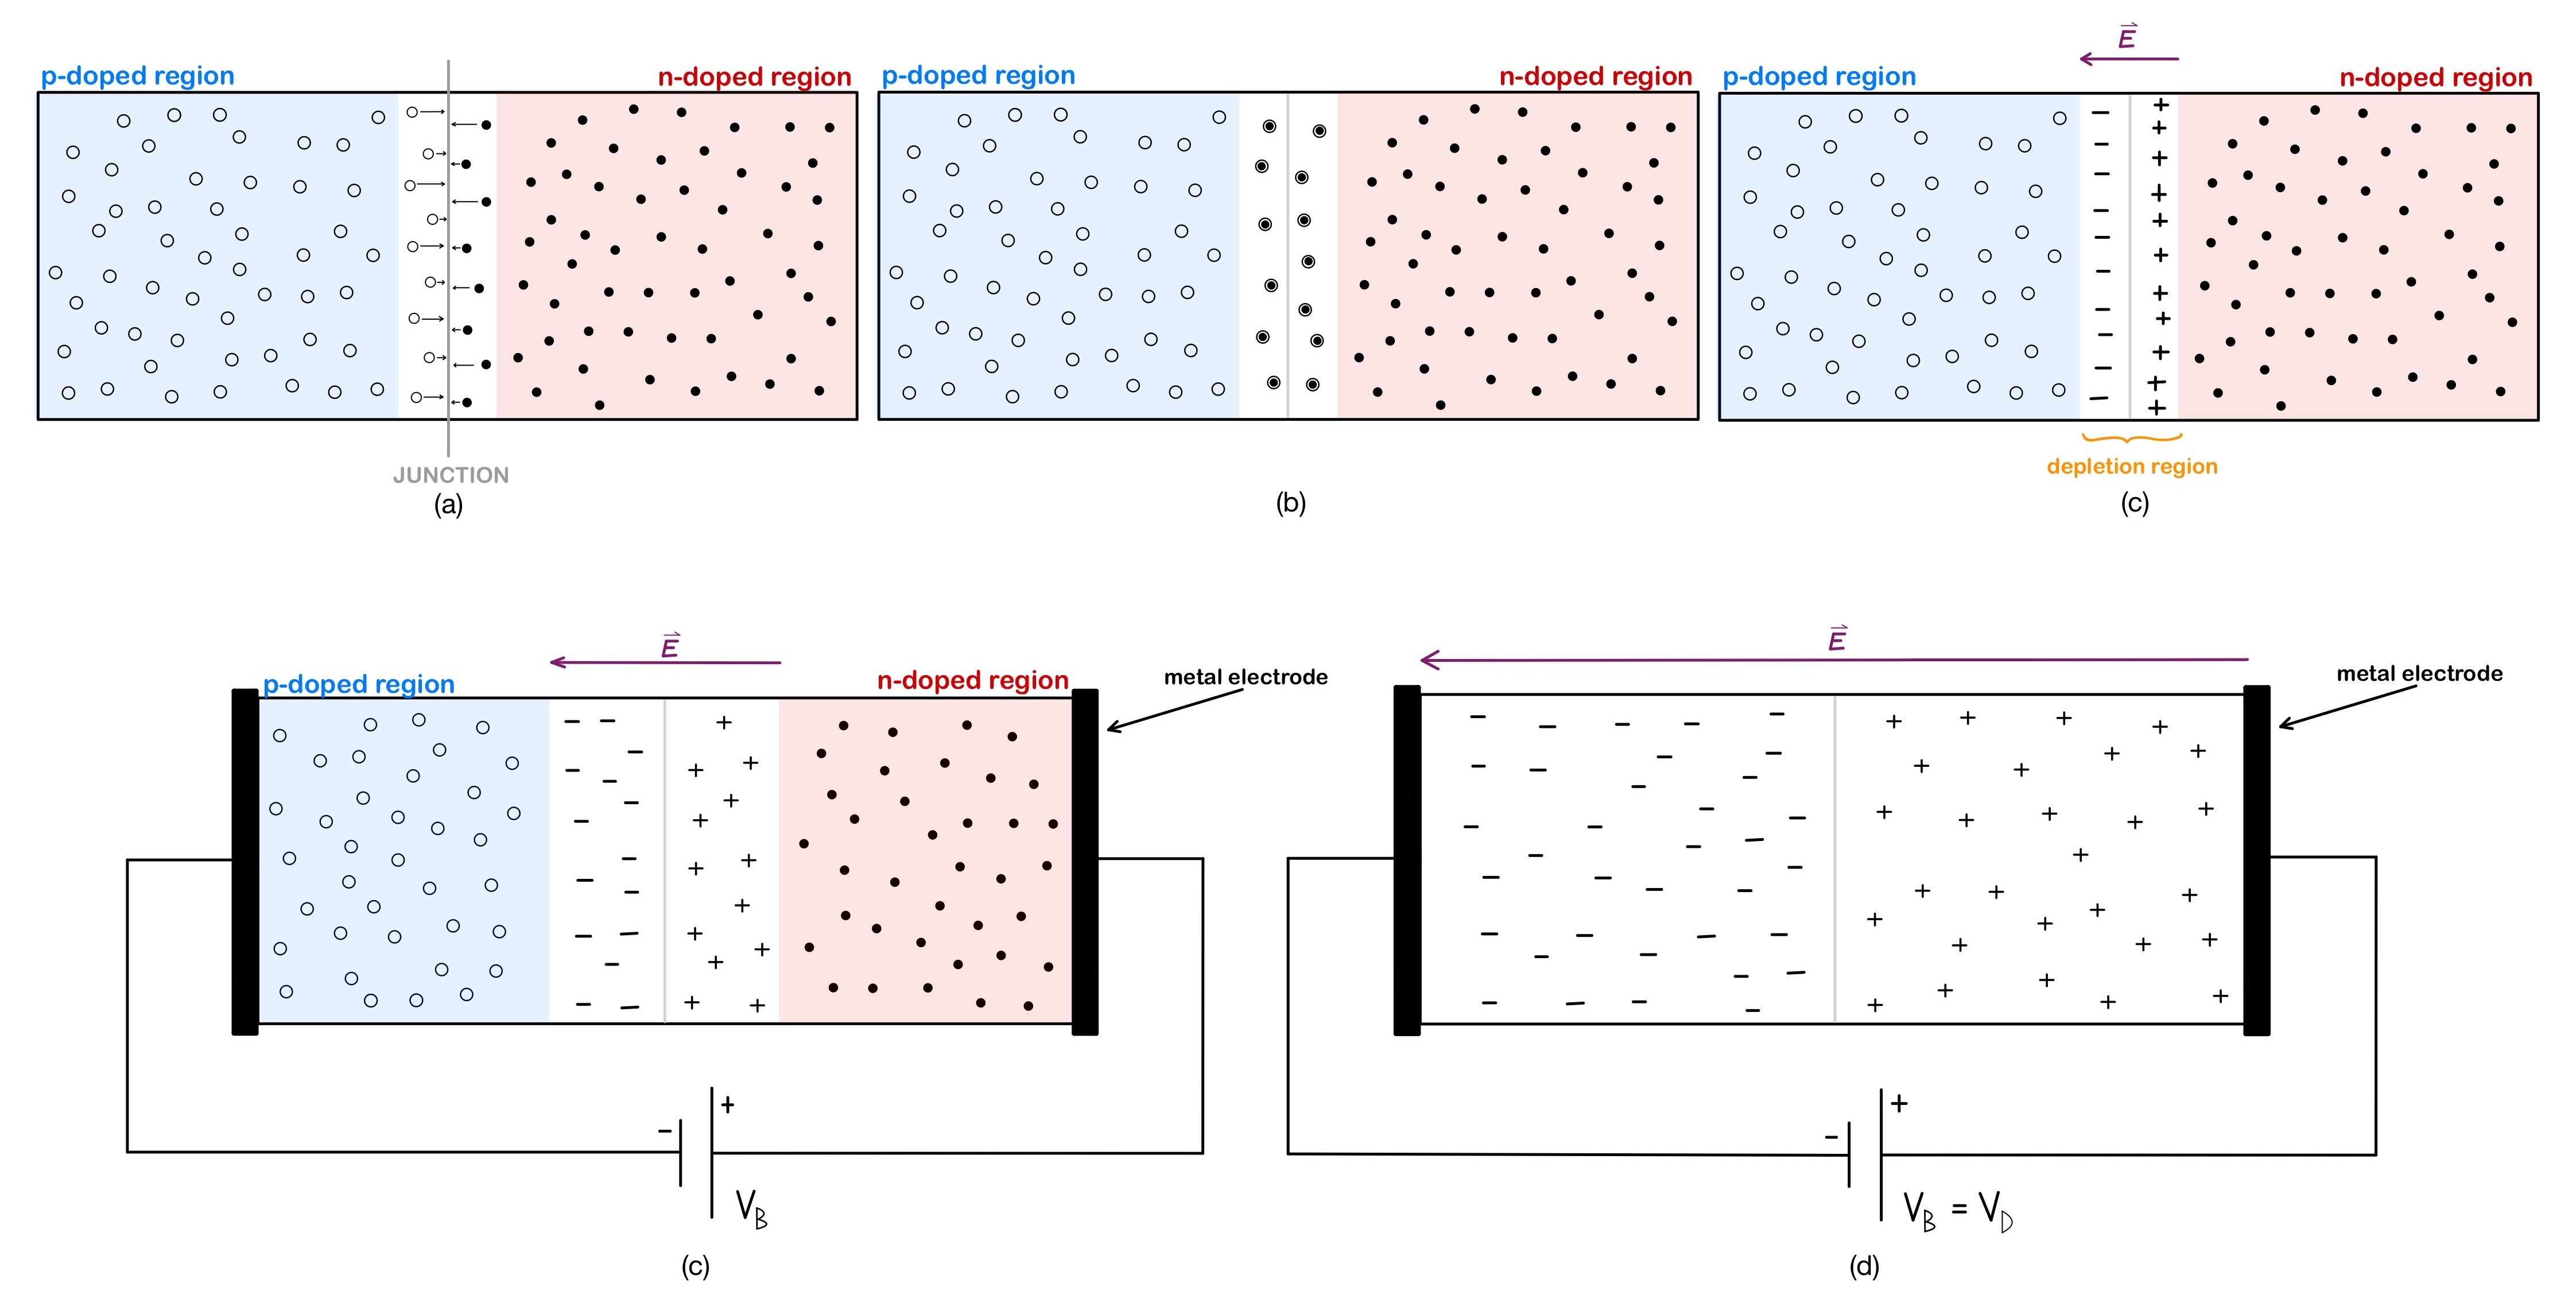 E
p-doped region
n-doped region
p-doped region
n-doped region
p-doped region
n-doped region
JUNCTION
depletion region
(a)
(b)
(c)
E
p-doped region
n-doped region
metal electrode
- +
V_B
(c)
E
metal electrode
- +
V_B = V_D
(d)